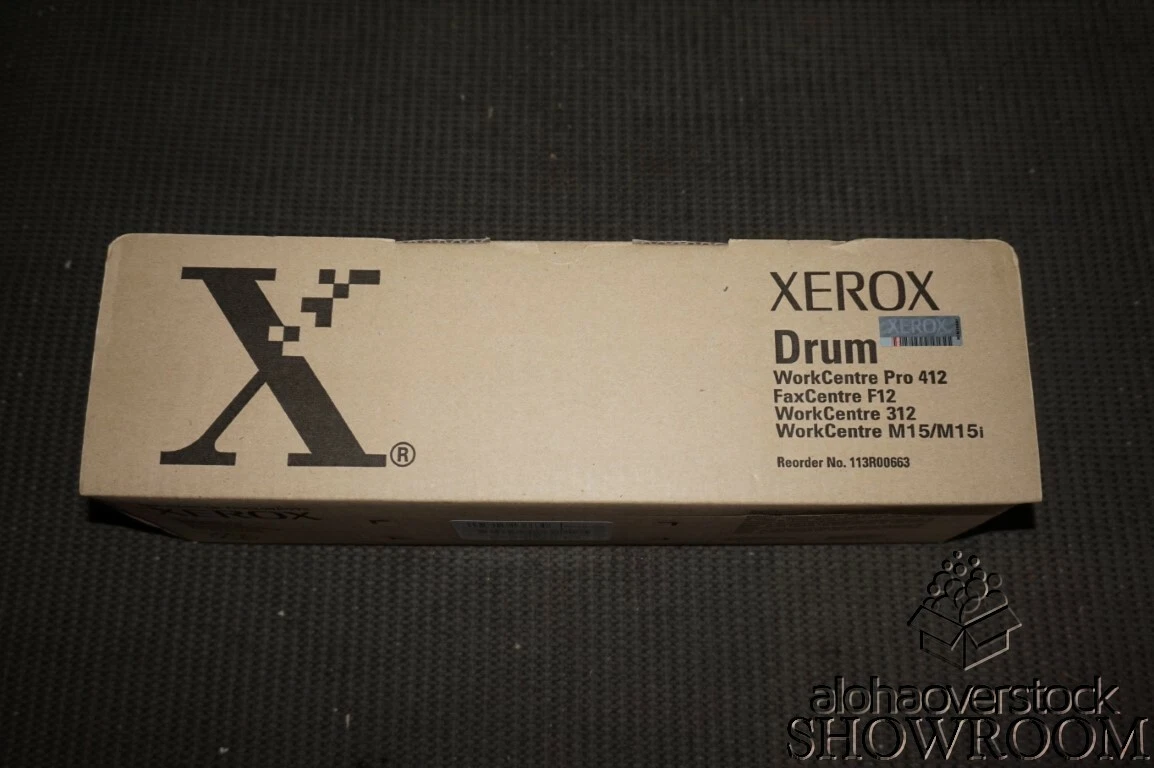 X®
XEROX
XEROX
Drum
WorkCentre Pro 412
FaxCentre F12
WorkCentre 312
WorkCentre M15/M15i
Reorder No. 113R00663
XEROX
alohaoverstock
SHOWROOM